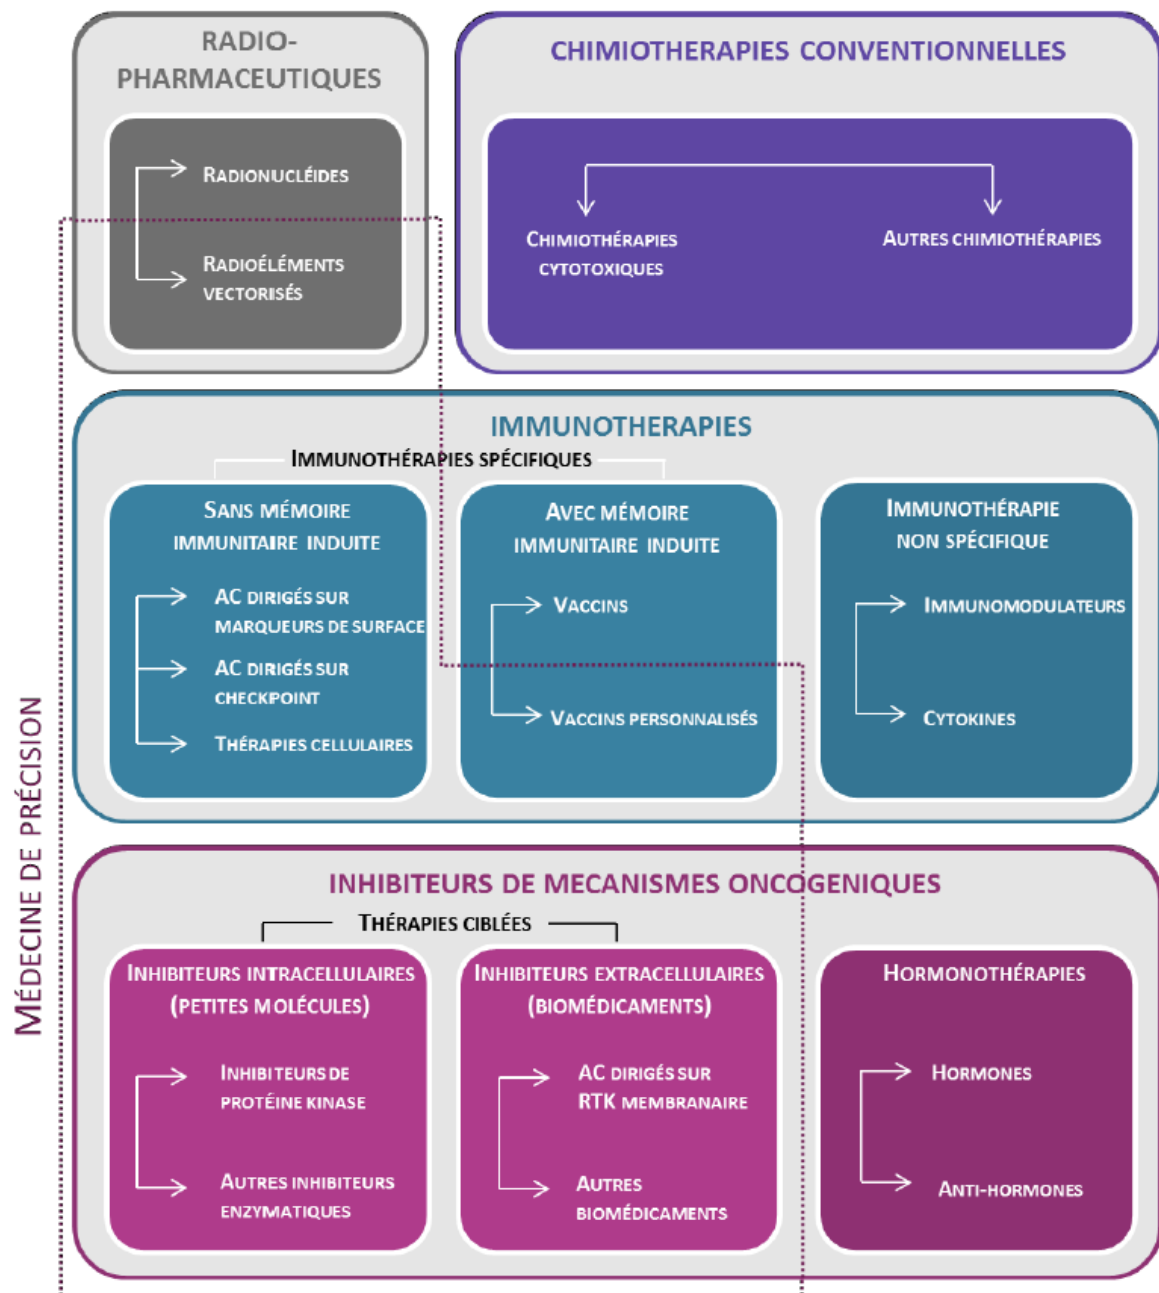 RADIO-
PHARMACEUTIQUES
RADIONUCLÉIDES
RADIOÉLÉMENTS
VECTORISÉS
CHIMIOTHERAPIES CONVENTIONNELLES
CHIMIOTHÉRAPIES
CYTOTOXIQUES
AUTRES CHIMIOTHÉRAPIES
IMMUNOTHERAPIES
IMMUNOTHÉRAPIES SPÉCIFIQUES
SANS MÉMOIRE
IMMUNITAIRE INDUITE
AC DIRIGÉS SUR
MARQUEURS DE SURFACE
AC DIRIGÉS SUR
CHECKPOINT
THÉRAPIES CELLULAIRES
AVEC MÉMOIRE
IMMUNITAIRE INDUITE
VACCINS
VACCINS PERSONNALISÉS
IMMUNOTHÉRAPIE
NON SPÉCIFIQUE
IMMUNOMODULATEURS
CYTOKINES
MÉDECINE DE PRÉCISION
INHIBITEURS DE MECANISMES ONCOGENIQUES
THÉRAPIES CIBLÉES
INHIBITEURS INTRACELLULAIRES
(PETITES MOLÉCULES)
INHIBITEURS DE
PROTÉINE KINASE
AUTRES INHIBITEURS
ENZYMATIQUES
INHIBITEURS EXTRACELLULAIRES
(BIOMÉDICAMENTS)
AC DIRIGÉS SUR
RTK MEMBRANAIRE
AUTRES
BIOMÉDICAMENTS
HORMONOTHÉRAPIES
HORMONES
ANTI-HORMONES